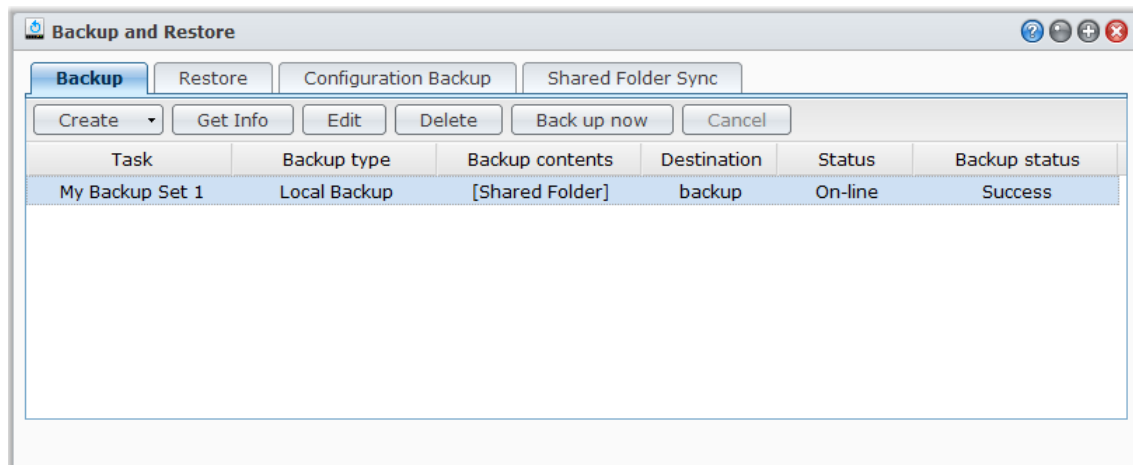 Backup and Restore
Backup Restore Configuration Backup Shared Folder Sync
Create Get Info Edit Delete Back up now Cancel
Task Backup type Backup contents Destination Status Backup status
My Backup Set 1 Local Backup [Shared Folder] backup On-line Success